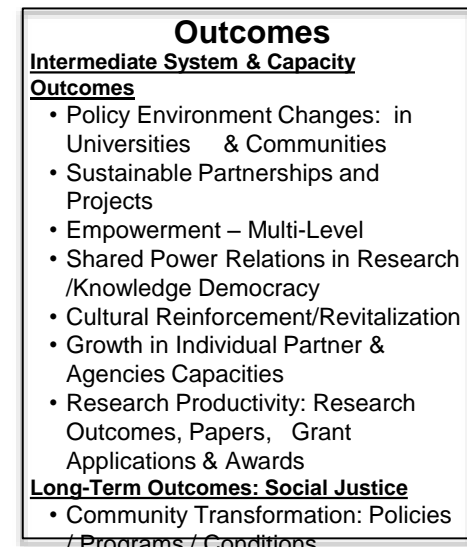 Outcomes
Intermediate System & Capacity
Outcomes
• Policy Environment Changes: in
Universities & Communities
• Sustainable Partnerships and
Projects
• Empowerment – Multi-Level
• Shared Power Relations in Research
/Knowledge Democracy
• Cultural Reinforcement/Revitalization
• Growth in Individual Partner &
Agencies Capacities
• Research Productivity: Research
Outcomes, Papers, Grant
Applications & Awards
Long-Term Outcomes: Social Justice
• Community Transformation: Policies
/ Programs / Conditions